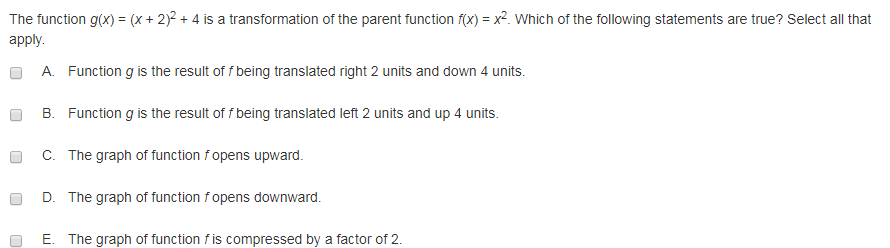 The function g(x) = (x + 2)² + 4 is a transformation of the parent function f(x) = x². Which of the following statements are true? Select all that
apply.
A. Function g is the result of f being translated right 2 units and down 4 units.
B. Function g is the result of f being translated left 2 units and up 4 units.
C. The graph of function f opens upward.
D. The graph of function f opens downward.
E. The graph of function f is compressed by a factor of 2.